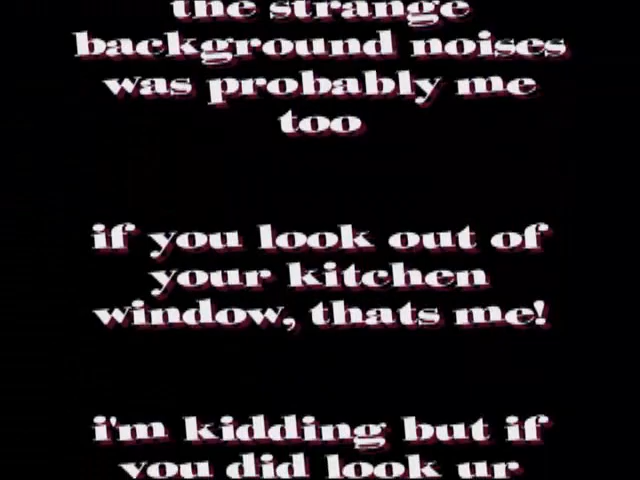 the strange
background noises
was probably me
too
if you look out of
your kitchen
window, thats me!
i'm kidding but if
you did look ur